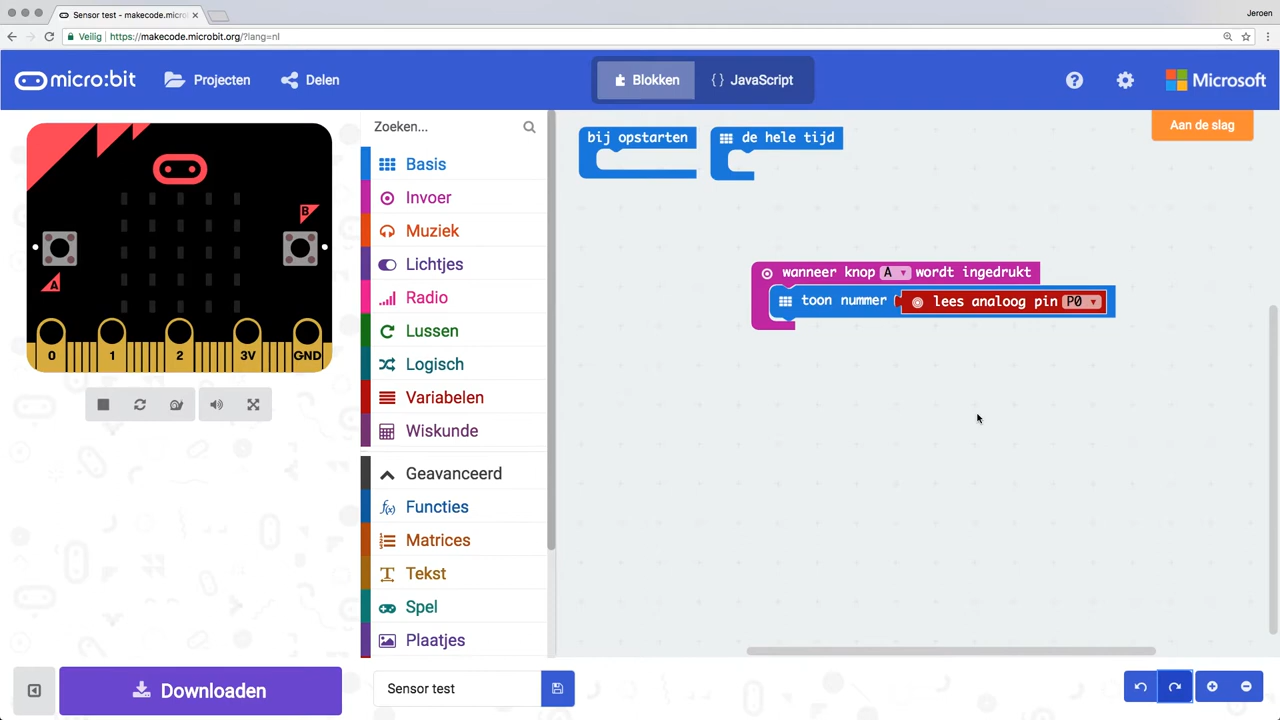 Sensor test - makecode.micro
Jeroen
Veilig | https://makecode.microbit.org/?lang=nl
micro:bit
Projecten
Delen
Blokken
{} JavaScript
?
Microsoft
Aan de slag
A
B
0
1
2
3V
GND
Zoeken...
Basis
Invoer
Muziek
Lichtjes
Radio
Lussen
Logisch
Variabelen
Wiskunde
Geavanceerd
f(x) Functies
Matrices
Tekst
Spel
Plaatjes
bij opstarten
de hele tijd
wanneer knop A wordt ingedrukt
toon nummer lees analoog pin P0
Downloaden
Sensor test